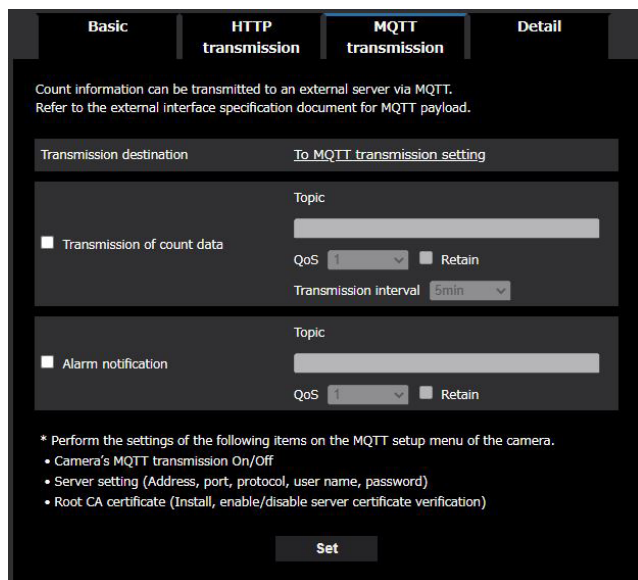 Basic
HTTP transmission
MQTT transmission
Detail
Count information can be transmitted to an external server via MQTT.
Refer to the external interface specification document for MQTT payload.
Transmission destination
To MQTT transmission setting
Transmission of count data
Topic
QoS 1 Retain
Transmission interval 5min
Alarm notification
Topic
QoS 1 Retain
* Perform the settings of the following items on the MQTT setup menu of the camera.
• Camera's MQTT transmission On/Off
• Server setting (Address, port, protocol, user name, password)
• Root CA certificate (Install, enable/disable server certificate verification)
Set